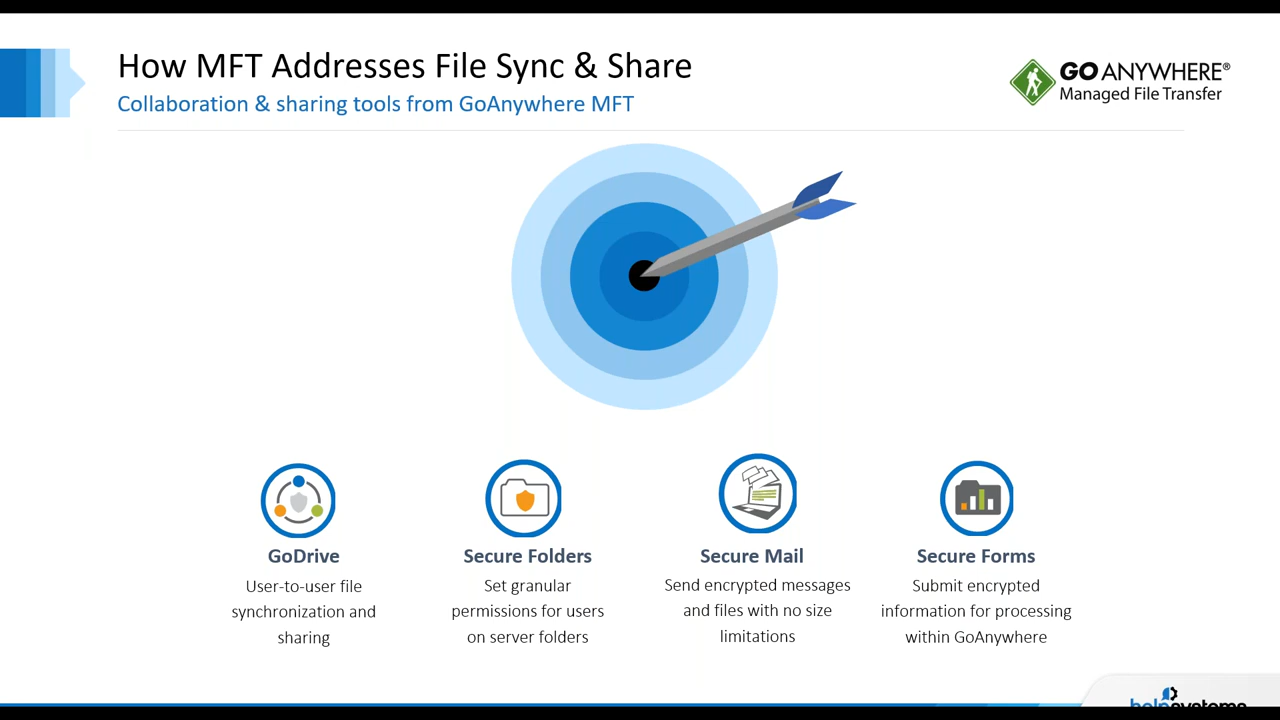 How MFT Addresses File Sync & Share
Collaboration & sharing tools from GoAnywhere MFT
GO ANYWHERE®
Managed File Transfer
GoDrive
User-to-user file
synchronization and
sharing
Secure Folders
Set granular
permissions for users
on server folders
Secure Mail
Send encrypted messages
and files with no size
limitations
Secure Forms
Submit encrypted
information for processing
within GoAnywhere
helpsystems